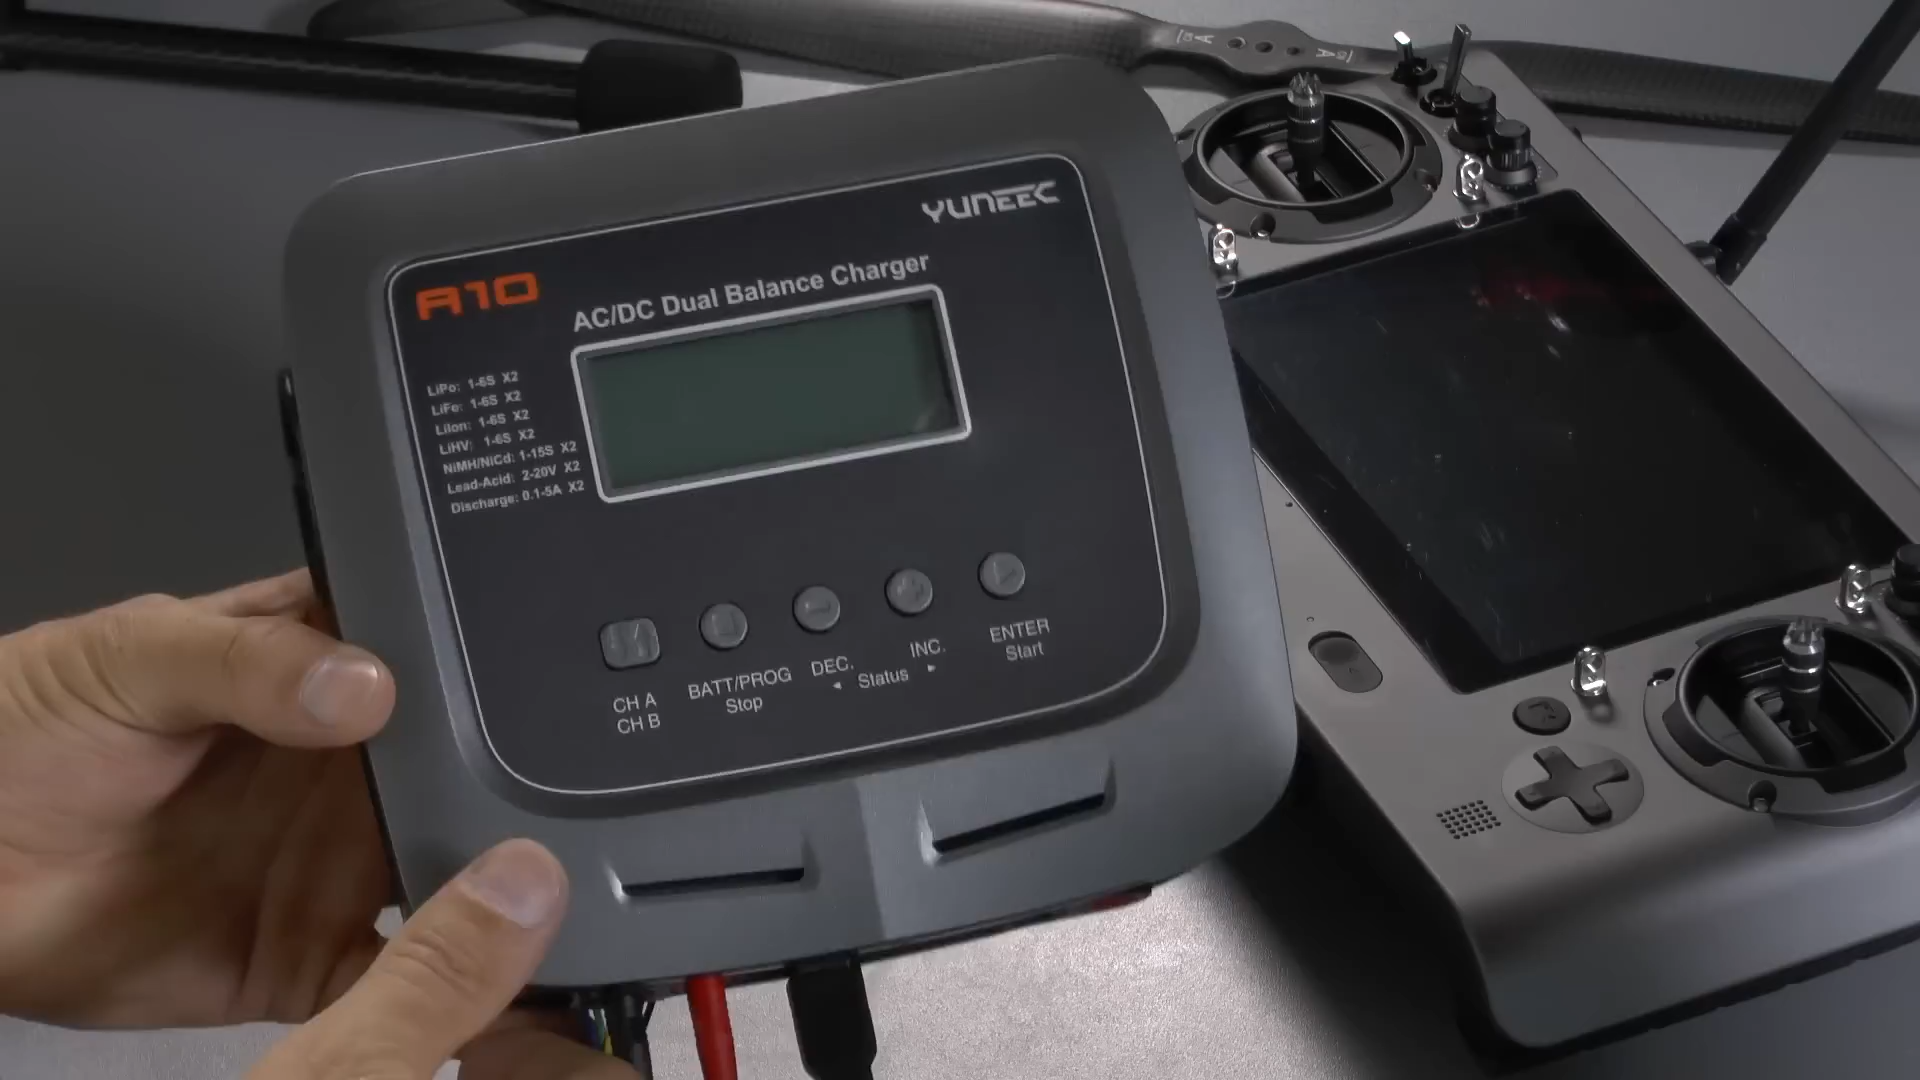 YUNEEC
A10
AC/DC Dual Balance Charger
LiPo: 1-6S X2
LiFe: 1-6S X2
LiIon: 1-6S X2
LiHV: 1-6S X2
NiMH/NiCd: 1-15S X2
Lead-Acid: 2-20V X2
Discharge: 0.1-5A X2
CH A
CH B
BATT/PROG
Stop
DEC.
INC.
◄ Status ►
ENTER
Start
A
A